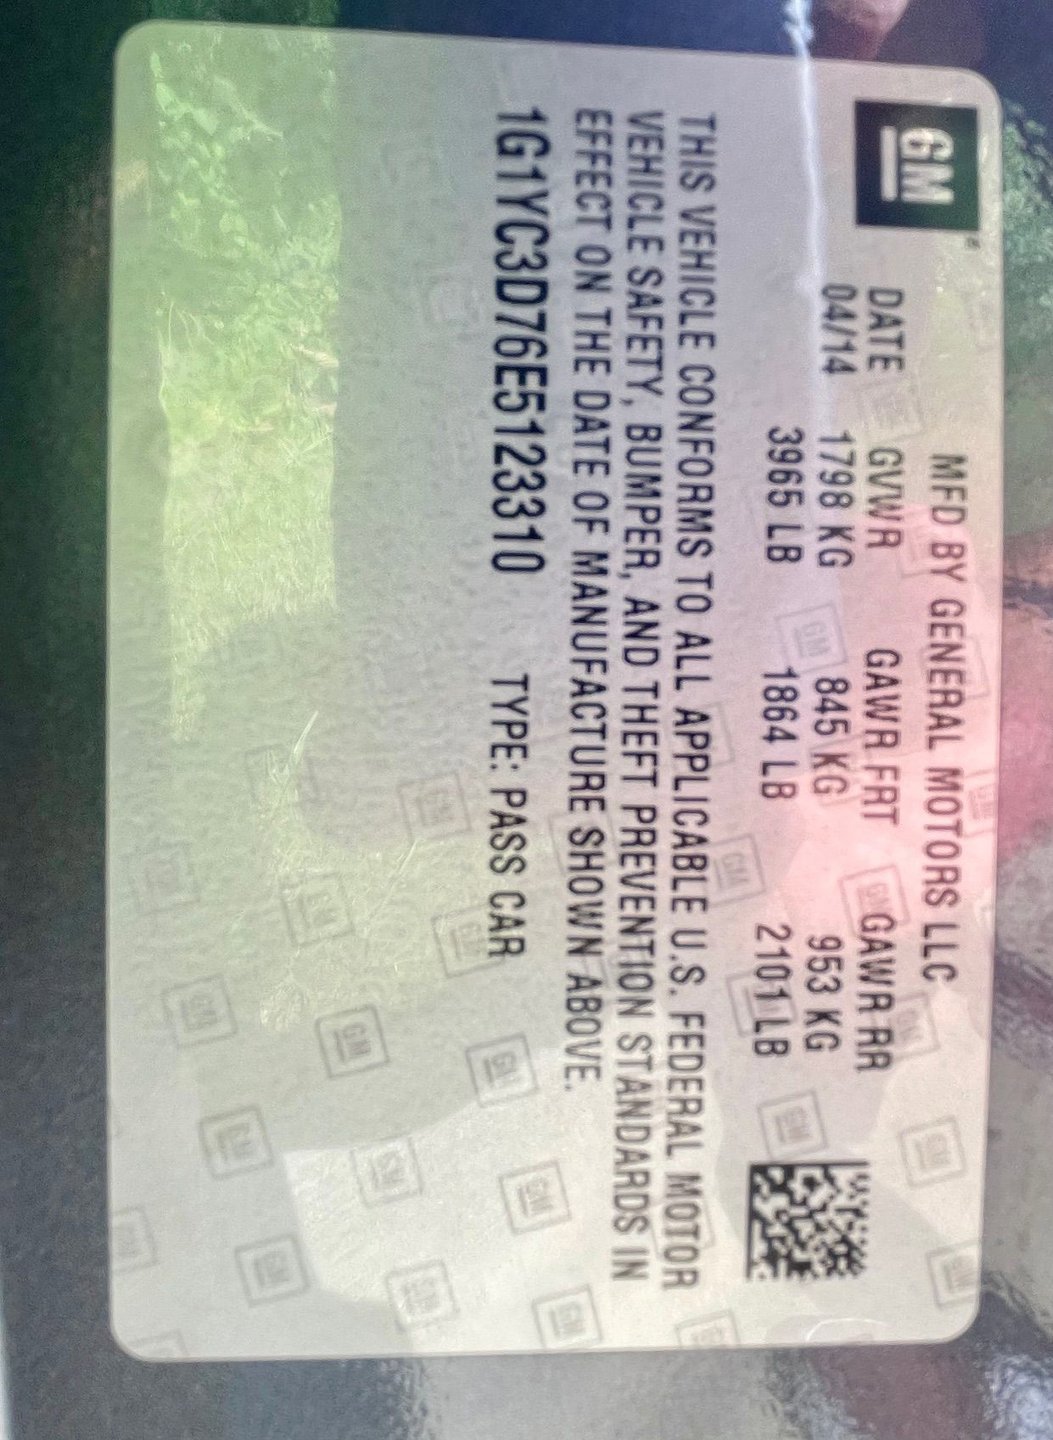 GM
MFD BY GENERAL MOTORS LLC
DATE GVWR GAWR FRT GAWR RR
04/14 1798 KG 845 KG 953 KG
3965 LB 1864 LB 2101 LB
THIS VEHICLE CONFORMS TO ALL APPLICABLE U.S. FEDERAL MOTOR
VEHICLE SAFETY, BUMPER, AND THEFT PREVENTION STANDARDS IN
EFFECT ON THE DATE OF MANUFACTURE SHOWN ABOVE.
1G1YC3D76E5123310 TYPE: PASS CAR